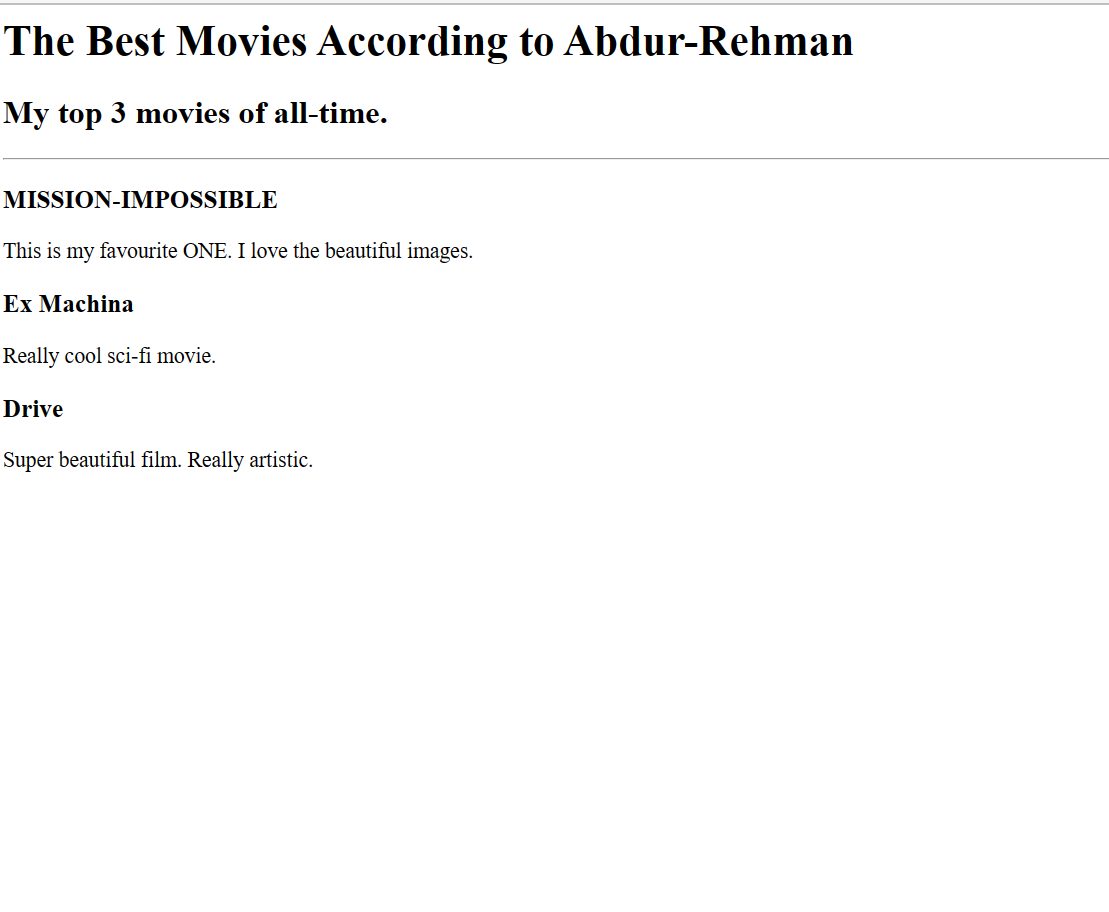 The Best Movies According to Abdur-Rehman
My top 3 movies of all-time.
MISSION-IMPOSSIBLE
This is my favourite ONE. I love the beautiful images.
Ex Machina
Really cool sci-fi movie.
Drive
Super beautiful film. Really artistic.